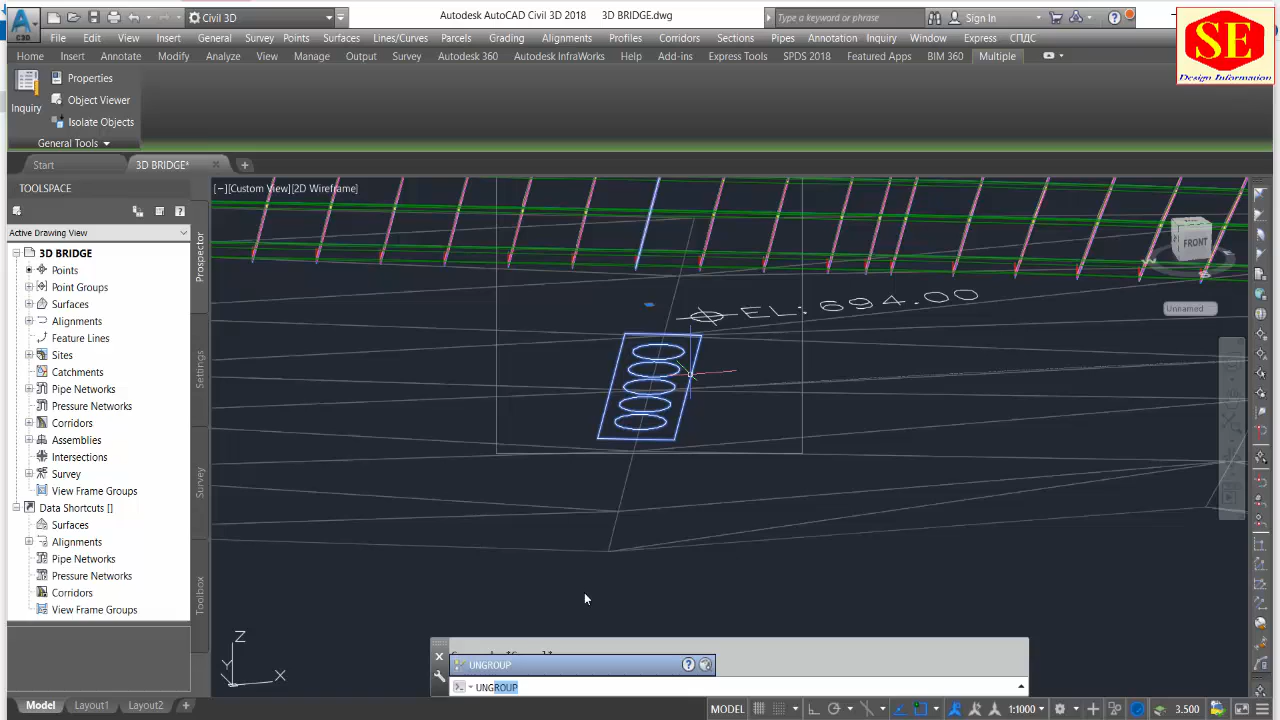 Civil 3D
Autodesk AutoCAD Civil 3D 2018 3D BRIDGE.dwg
Type a keyword or phrase
Sign In
C3D
File Edit View Insert General Survey Points Surfaces Lines/Curves Parcels Grading Alignments Profiles Corridors Sections Pipes Annotation Inquiry Window Express СПДС
Home Insert Annotate Modify Analyze View Manage Output Survey Autodesk 360 Autodesk InfraWorks Help Add-ins Express Tools SPDS 2018 Featured Apps BIM 360 Multiple
SE
Design Information
Inquiry
Properties
Object Viewer
Isolate Objects
General Tools
Start
3D BRIDGE*
TOOLSPACE
[−][Custom View][2D Wireframe]
Active Drawing View
3D BRIDGE
Points
Point Groups
Surfaces
Alignments
Feature Lines
Sites
Catchments
Pipe Networks
Pressure Networks
Corridors
Assemblies
Intersections
Survey
View Frame Groups
Data Shortcuts []
Surfaces
Alignments
Pipe Networks
Pressure Networks
Corridors
View Frame Groups
Prospector
Settings
Survey
Toolbox
FRONT
Unnamed
EL: 694.00
Z
Y
X
UNGROUP
UNGROUP
Model Layout1 Layout2
MODEL
1:1000
3.500